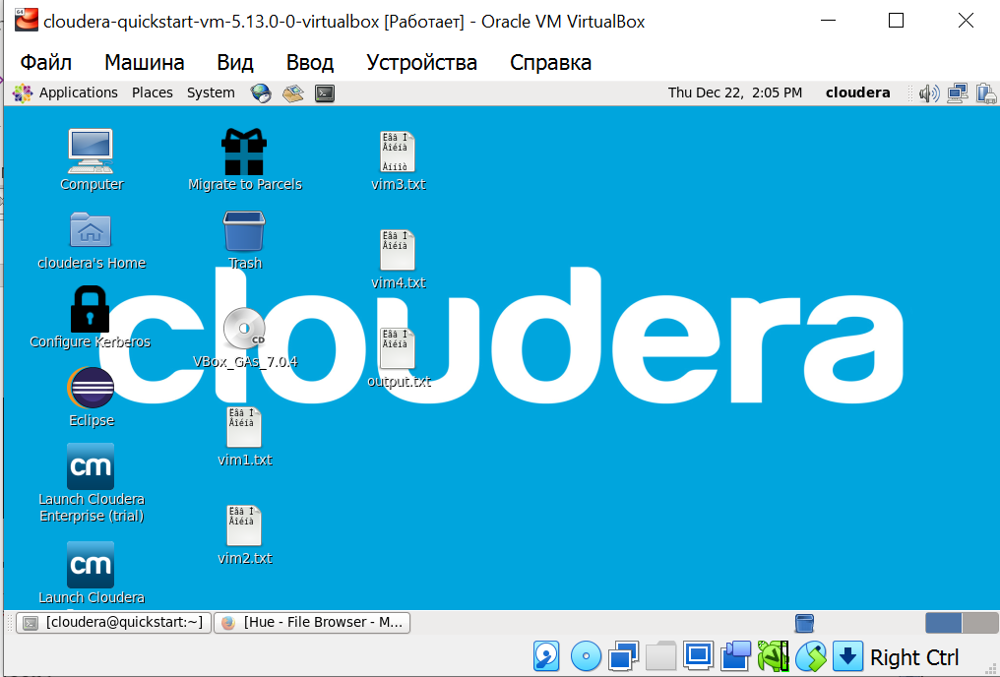 cloudera-quickstart-vm-5.13.0-0-virtualbox [Работает] - Oracle VM VirtualBox
Файл Машина Вид Ввод Устройства Справка
Applications Places System Thu Dec 22, 2:05 PM cloudera
Computer
Migrate to Parcels
vim3.txt
cloudera's Home
Trash
vim4.txt
cloudera
Configure Kerberos
CD
VBox_GAs_7.0.4
output.txt
Eclipse
vim1.txt
cm
Launch Cloudera
Enterprise (trial)
vim2.txt
cm
Launch Cloudera
[cloudera@quickstart:~] [Hue - File Browser - M...
Right Ctrl